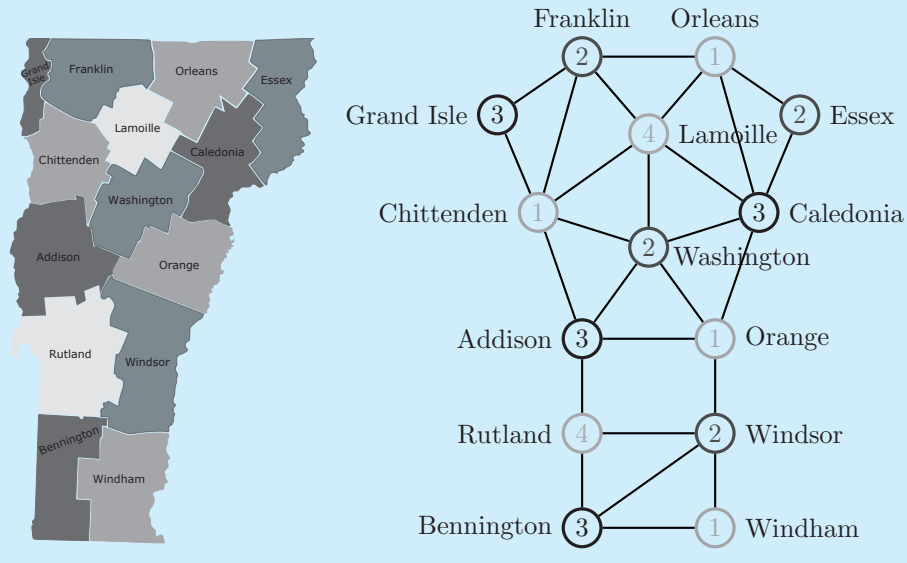 Grand
Isle
Franklin
Orleans
Essex
Lamoille
Caledonia
Chittenden
Washington
Addison
Orange
Rutland
Windsor
Bennington
Windham
Franklin
Orleans
2
1
Grand Isle
3
2
Essex
4
Lamoille
Chittenden
1
3
Caledonia
2
Washington
Addison
3
1
Orange
Rutland
4
2
Windsor
Bennington
3
1
Windham